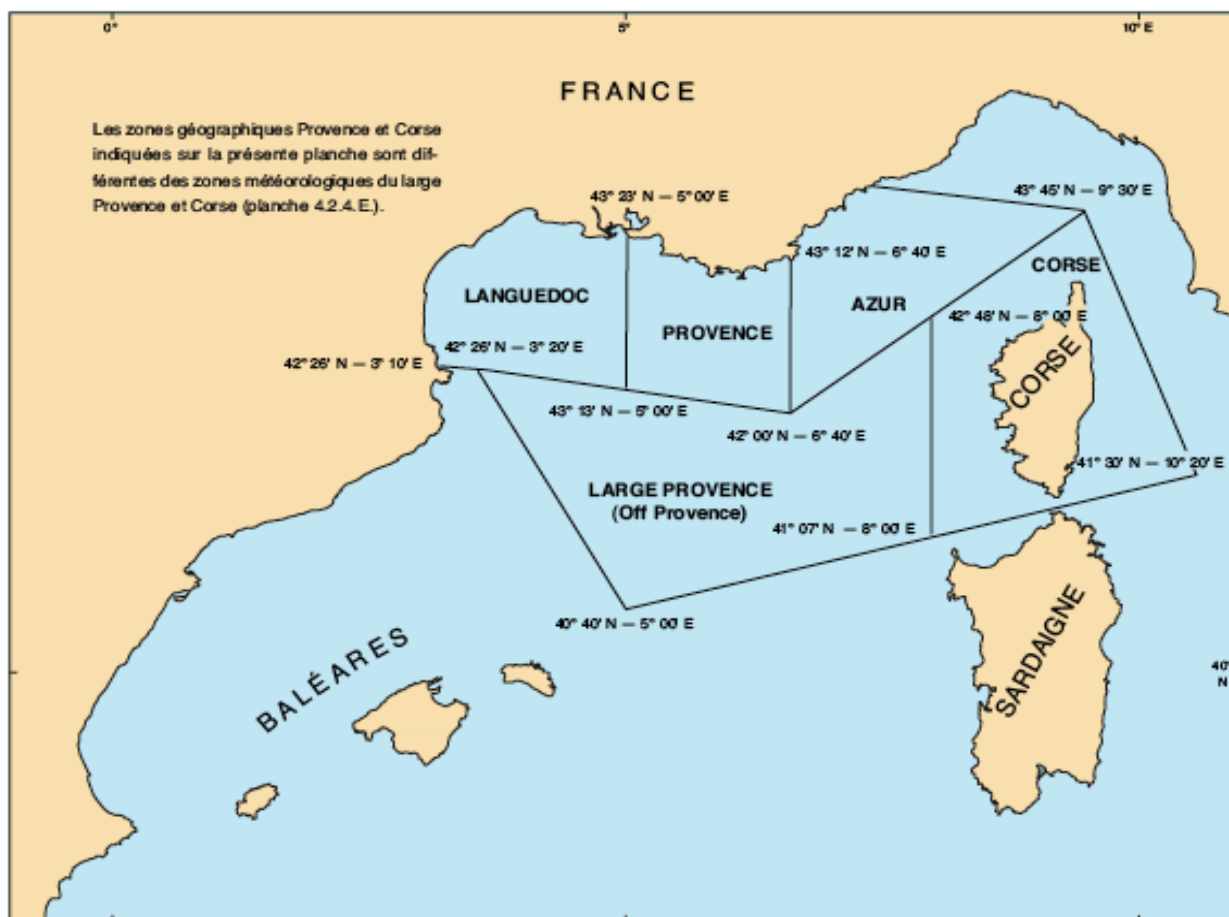 0°
5°
10° E
FRANCE
Les zones géographiques Provence et Corse
indiquées sur la présente planche sont dif-
férentes des zones météorologiques du large
Provence et Corse (planche 4.2.4.E.).
43° 23' N — 5° 00' E
43° 45' N — 9° 30' E
43° 12' N — 6° 40' E
CORSE
LANGUEDOC
AZUR
PROVENCE
42° 48' N — 8° 00' E
42° 26' N — 3° 20' E
42° 26' N — 3° 10' E
CORSE
43° 13' N — 5° 00' E
42° 00' N — 6° 40' E
41° 30' N — 10° 20' E
LARGE PROVENCE
(Off Provence)
41° 07' N — 8° 00' E
40° 40' N — 5° 00' E
BALÉARES
SARDAIGNE
40°
N